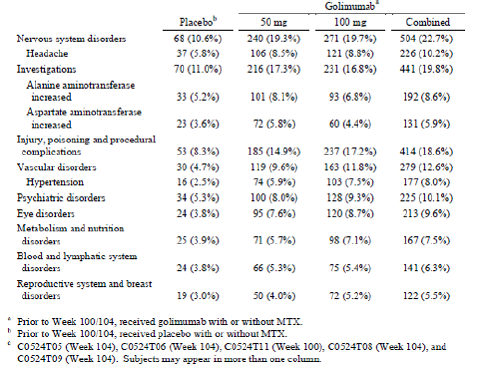 Golimumab^a
Placebo^b 50 mg 100 mg Combined
Nervous system disorders 68 (10.6%) 240 (19.3%) 271 (19.7%) 504 (22.7%)
Headache 37 (5.8%) 106 (8.5%) 121 (8.8%) 226 (10.2%)
Investigations 70 (11.0%) 216 (17.3%) 231 (16.8%) 441 (19.8%)
Alanine aminotransferase
increased 33 (5.2%) 101 (8.1%) 93 (6.8%) 192 (8.6%)
Aspartate aminotransferase
increased 23 (3.6%) 72 (5.8%) 60 (4.4%) 131 (5.9%)
Injury, poisoning and procedural
complications 53 (8.3%) 185 (14.9%) 237 (17.2%) 414 (18.6%)
Vascular disorders 30 (4.7%) 119 (9.6%) 163 (11.8%) 279 (12.6%)
Hypertension 16 (2.5%) 74 (5.9%) 103 (7.5%) 177 (8.0%)
Psychiatric disorders 34 (5.3%) 100 (8.0%) 128 (9.3%) 225 (10.1%)
Eye disorders 24 (3.8%) 95 (7.6%) 120 (8.7%) 213 (9.6%)
Metabolism and nutrition
disorders 25 (3.9%) 71 (5.7%) 98 (7.1%) 167 (7.5%)
Blood and lymphatic system
disorders 24 (3.8%) 66 (5.3%) 75 (5.4%) 141 (6.3%)
Reproductive system and breast
disorders 19 (3.0%) 50 (4.0%) 72 (5.2%) 122 (5.5%)
a Prior to Week 100/104, received golimumab with or without MTX.
b Prior to Week 100/104, received placebo with or without MTX.
c C0524T05 (Week 104), C0524T06 (Week 104), C0524T11 (Week 100), C0524T08 (Week 104), and
C0524T09 (Week 104). Subjects may appear in more than one column.